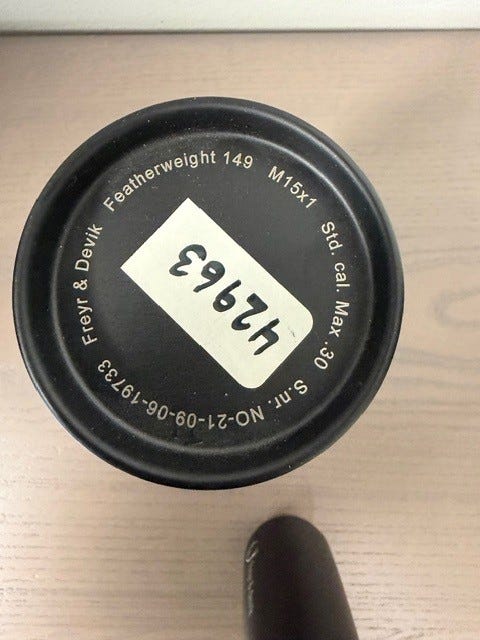 Freyr & Devik Featherweight 149 M15x1 Std. cal. Max .30 S.nr. NO-21-09-06-19733
42963